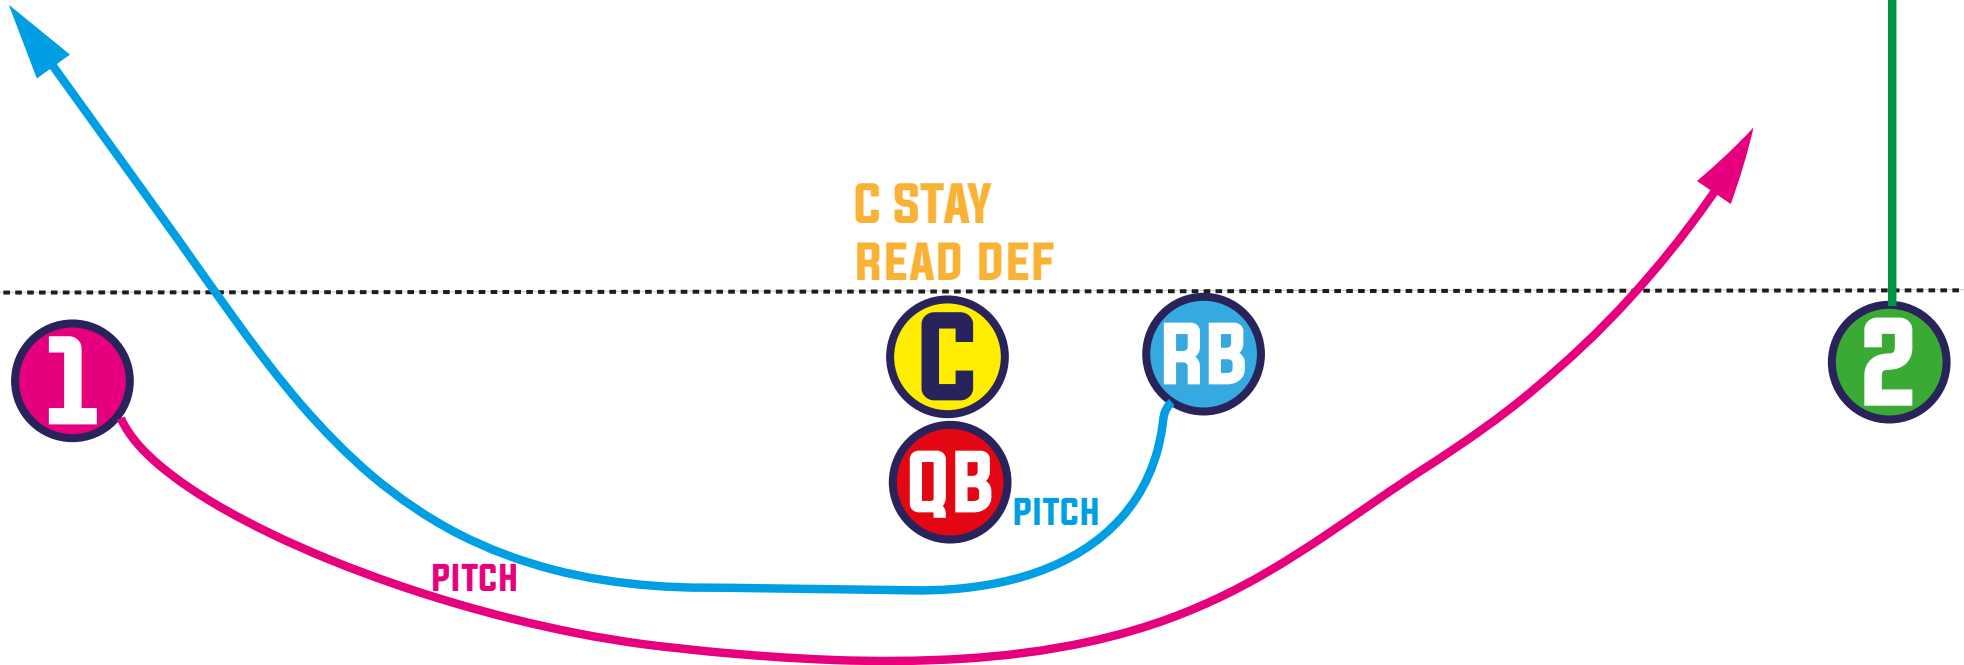 C STAY
READ DEF
1
C
RB
2
QB
PITCH
PITCH